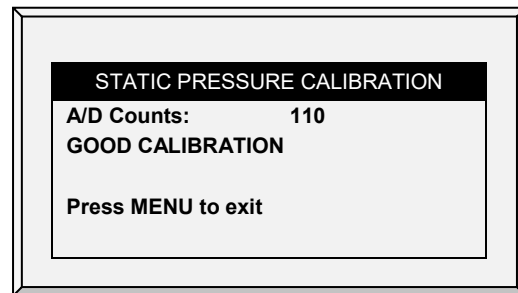 STATIC PRESSURE CALIBRATION
A/D Counts: 110
GOOD CALIBRATION
Press MENU to exit